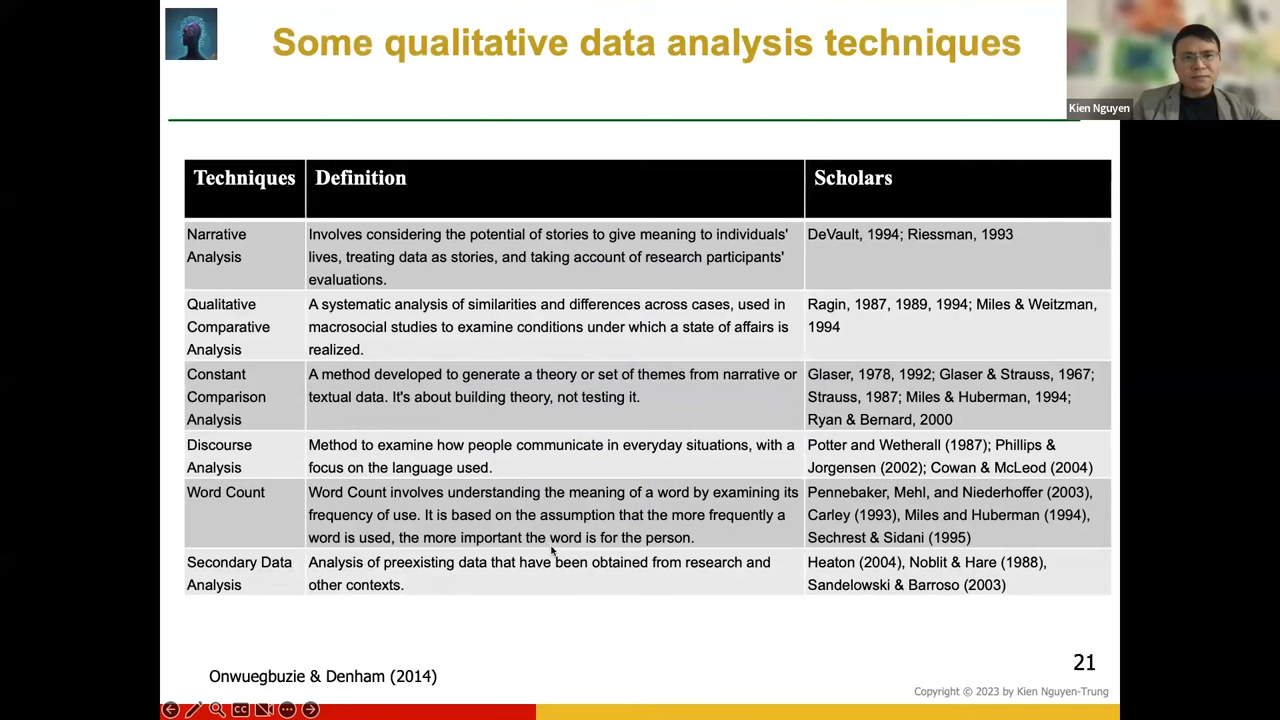 Some qualitative data analysis techniques
Kien Nguyen
Techniques
Definition
Scholars
Narrative
Analysis
Involves considering the potential of stories to give meaning to individuals'
lives, treating data as stories, and taking account of research participants'
evaluations.
DeVault, 1994; Riessman, 1993
Qualitative
Comparative
Analysis
A systematic analysis of similarities and differences across cases, used in
macrosocial studies to examine conditions under which a state of affairs is
realized.
Ragin, 1987, 1989, 1994; Miles & Weitzman,
1994
Constant
Comparison
Analysis
A method developed to generate a theory or set of themes from narrative or
textual data. It's about building theory, not testing it.
Glaser, 1978, 1992; Glaser & Strauss, 1967;
Strauss, 1987; Miles & Huberman, 1994;
Ryan & Bernard, 2000
Discourse
Analysis
Method to examine how people communicate in everyday situations, with a
focus on the language used.
Potter and Wetherall (1987); Phillips &
Jorgensen (2002); Cowan & McLeod (2004)
Word Count
Word Count involves understanding the meaning of a word by examining its
frequency of use. It is based on the assumption that the more frequently a
word is used, the more important the word is for the person.
Pennebaker, Mehl, and Niederhoffer (2003),
Carley (1993), Miles and Huberman (1994),
Sechrest & Sidani (1995)
Secondary Data
Analysis
Analysis of preexisting data that have been obtained from research and
other contexts.
Heaton (2004), Noblit & Hare (1988),
Sandelowski & Barroso (2003)
Onwuegbuzie & Denham (2014)
21
Copyright © 2023 by Kien Nguyen-Trung
CC